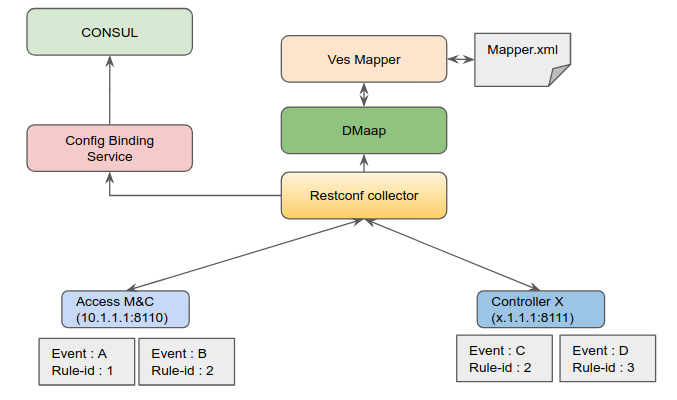 CONSUL
Ves Mapper
Mapper.xml
DMaap
Config Binding
Service
Restconf collector
Access M&C
(10.1.1.1:8110)
Controller X
(x.1.1.1:8111)
Event : A
Rule-id : 1
Event : B
Rule-id : 2
Event : C
Rule-id : 2
Event : D
Rule-id : 3